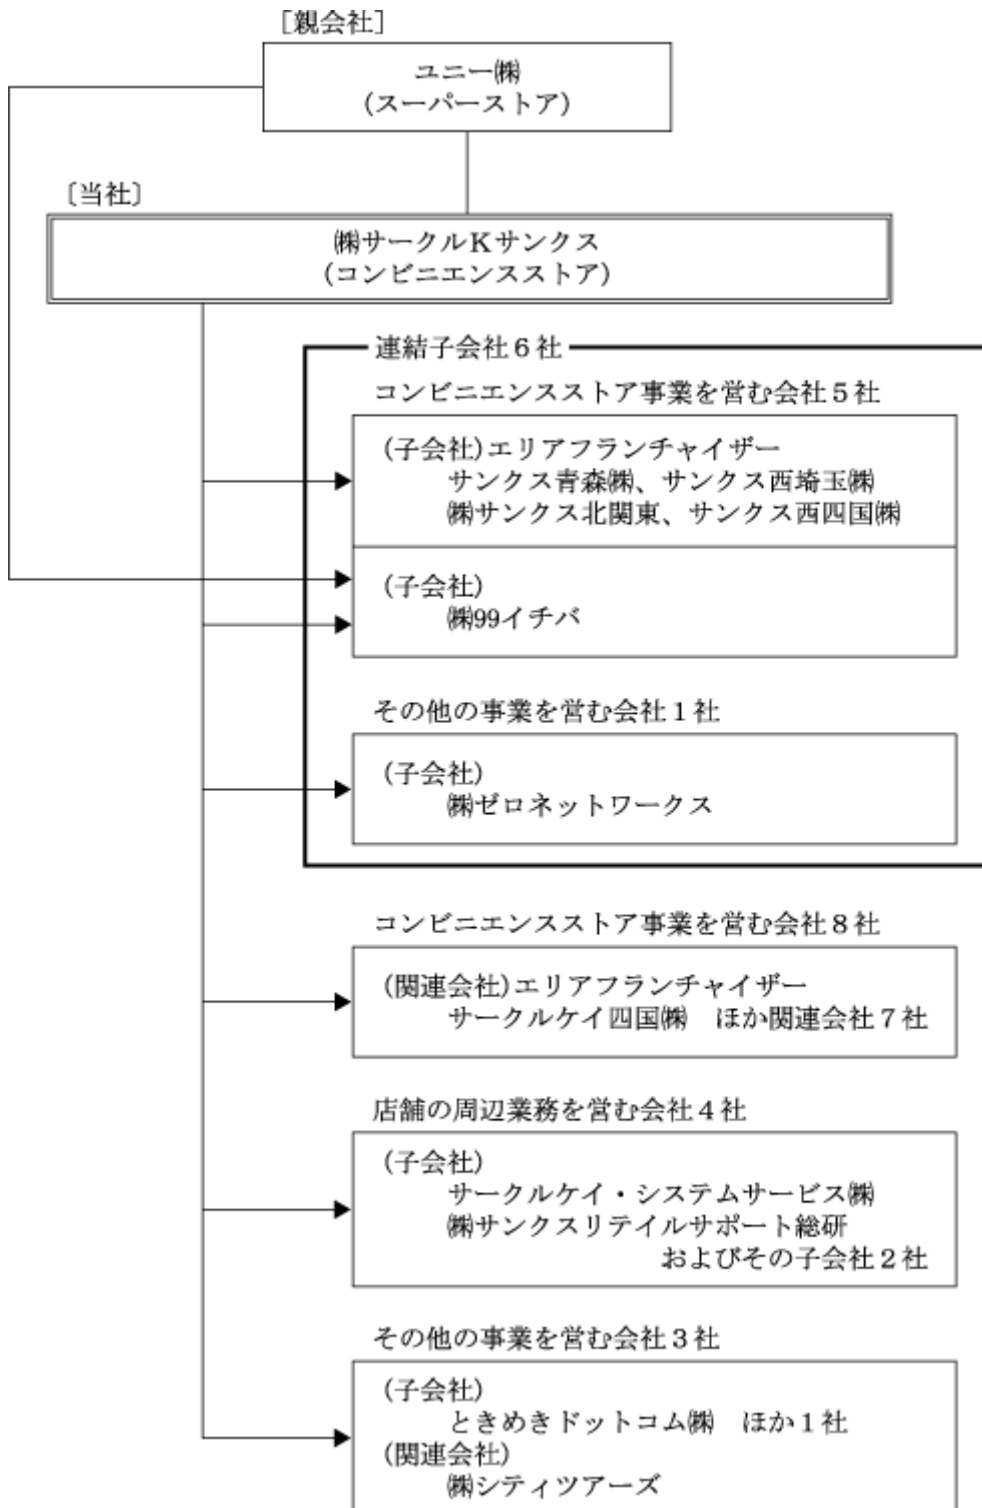 ［親会社］
ユニー㈱
（スーパーストア）
〔当社〕
㈱サークルKサンクス
（コンビニエンスストア）
連結子会社６社
コンビニエンスストア事業を営む会社５社
（子会社）エリアフランチャイザー
サンクス青森㈱、サンクス西埼玉㈱
㈱サンクス北関東、サンクス西四国㈱
（子会社）
㈱99イチバ
その他の事業を営む会社１社
（子会社）
㈱ゼロネットワークス
コンビニエンスストア事業を営む会社８社
（関連会社）エリアフランチャイザー
サークルケイ四国㈱　ほか関連会社７社
店舗の周辺業務を営む会社４社
（子会社）
サークルケイ・システムサービス㈱
㈱サンクスリテイルサポート総研
およびその子会社２社
その他の事業を営む会社３社
（子会社）
ときめきドットコム㈱　ほか１社
（関連会社）
㈱シティツアーズ